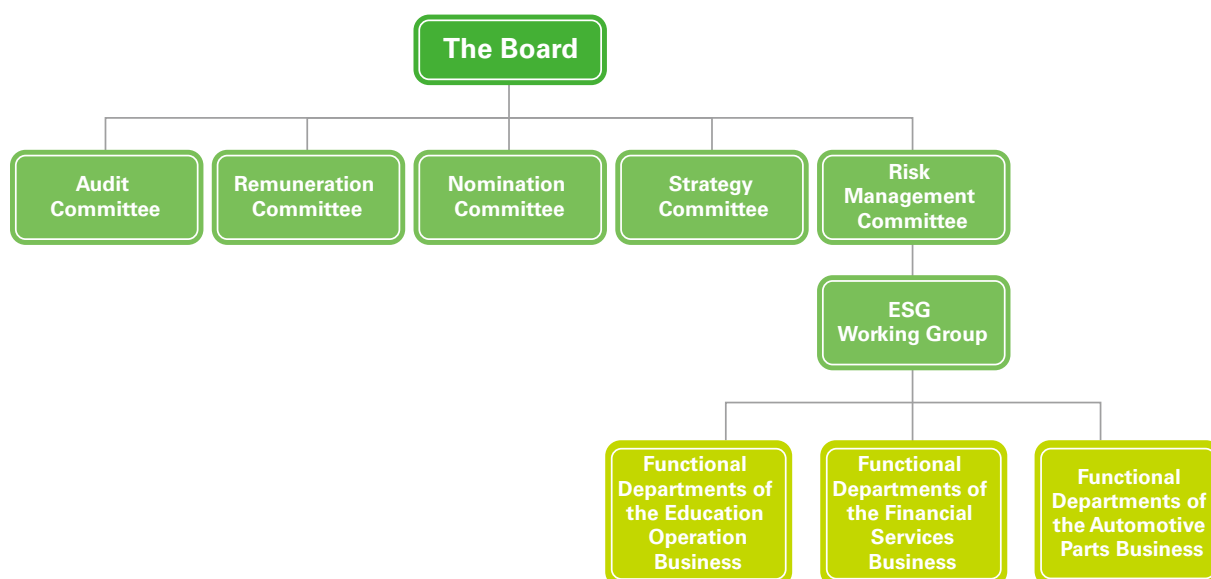 The Board
Audit
Committee
Remuneration
Committee
Nomination
Committee
Strategy
Committee
Risk
Management
Committee
ESG
Working Group
Functional
Departments of
the Education
Operation
Business
Functional
Departments of
the Financial
Services
Business
Functional
Departments of
the Automotive
Parts Business